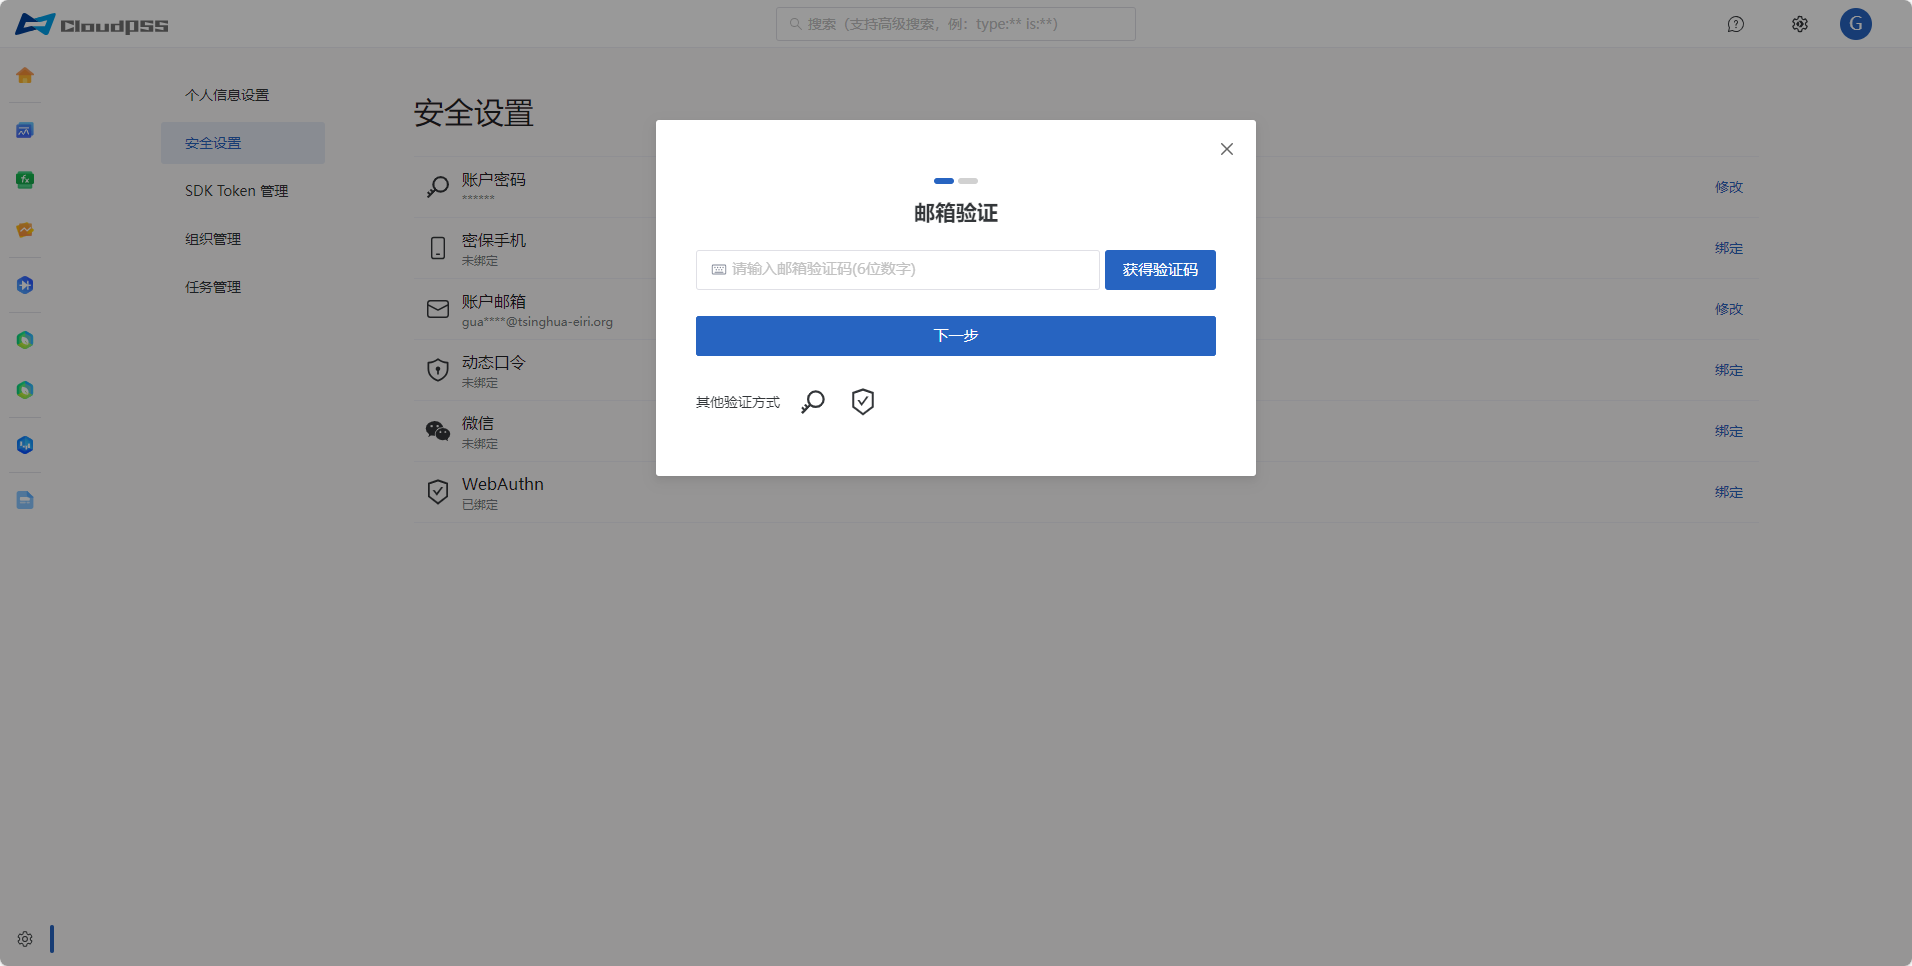 CloudPSS
搜索（支持高级搜索，例：type:** is:**）
G
个人信息设置
安全设置
SDK Token 管理
组织管理
任务管理
安全设置
账户密码
******
修改
密保手机
未绑定
绑定
账户邮箱
gua****@tsinghua-eiri.org
修改
动态口令
未绑定
绑定
微信
未绑定
绑定
WebAuthn
已绑定
绑定
邮箱验证
请输入邮箱验证码(6位数字)
获得验证码
下一步
其他验证方式